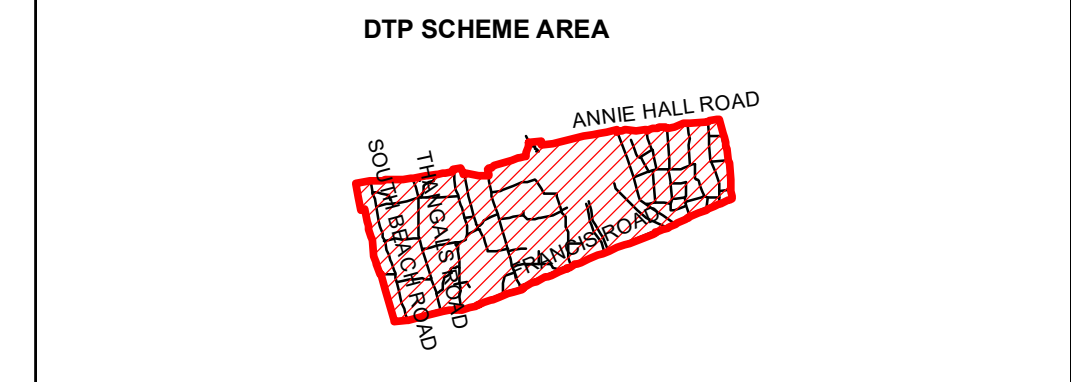 DTP SCHEME AREA
ANNIE HALL ROAD
SOUTH BEACH ROAD
THANGALS ROAD
FRANCIS ROAD